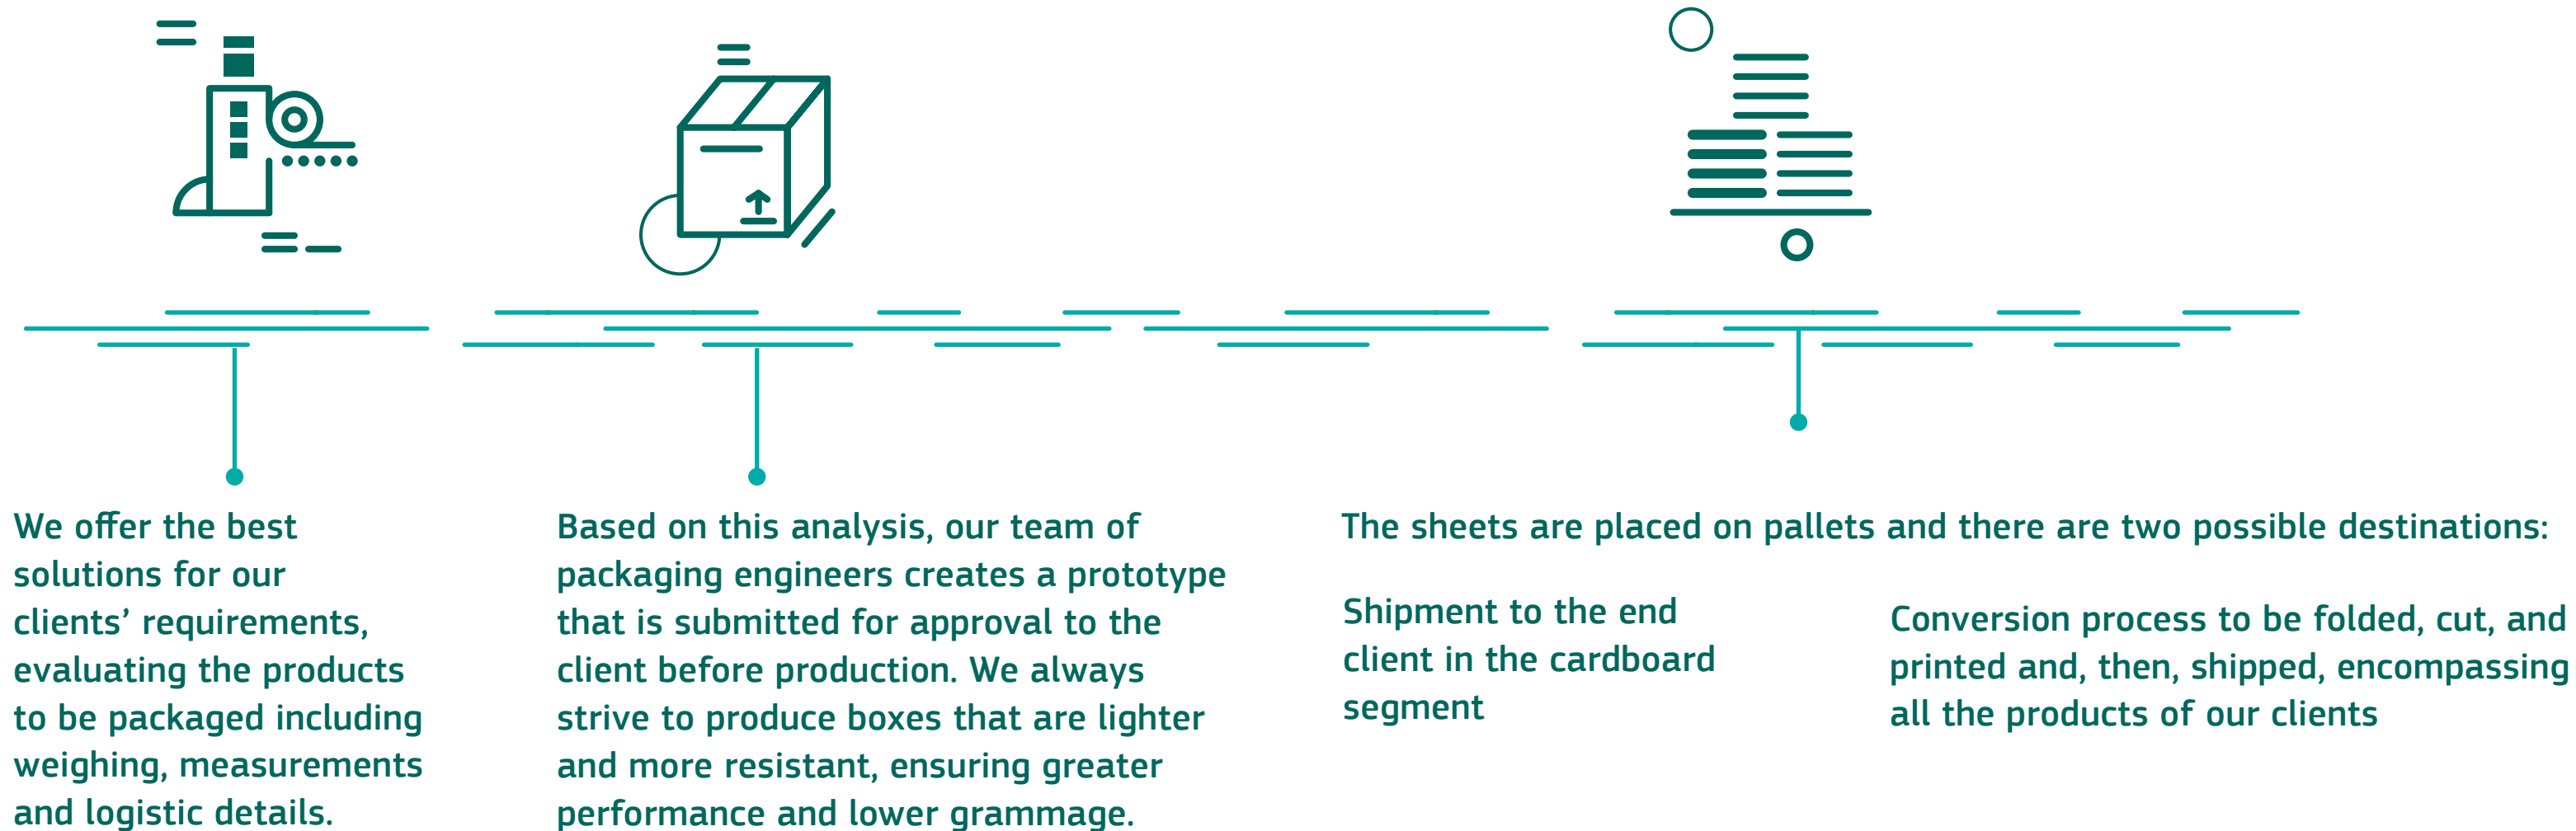 We offer the best
solutions for our
clients’ requirements,
evaluating the products
to be packaged including
weighing, measurements
and logistic details.
Based on this analysis, our team of
packaging engineers creates a prototype
that is submitted for approval to the
client before production. We always
strive to produce boxes that are lighter
and more resistant, ensuring greater
performance and lower grammage.
The sheets are placed on pallets and there are two possible destinations:
Shipment to the end
client in the cardboard
segment
Conversion process to be folded, cut, and
printed and, then, shipped, encompassing
all the products of our clients